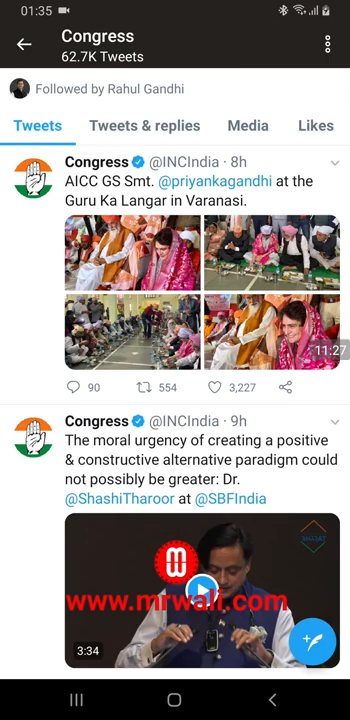 01:35
Congress
62.7K Tweets
Followed by Rahul Gandhi
Tweets Tweets & replies Media Likes
Congress @INCIndia · 8h
AICC GS Smt. @priyankagandhi at the
Guru Ka Langar in Varanasi.
11:27
90 554 3,227
Congress @INCIndia · 9h
The moral urgency of creating a positive
& constructive alternative paradigm could
not possibly be greater: Dr.
@ShashiTharoor at @SBFIndia
www.mrwali.com
3:34